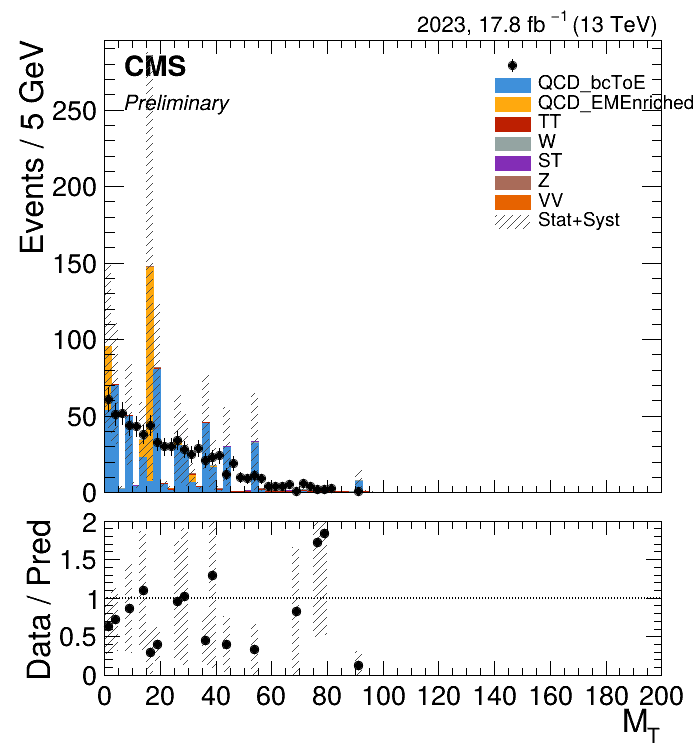 2023, 17.8 fb⁻¹ (13 TeV)
Events / 5 GeV
CMS
Preliminary
QCD_bcToE
QCD_EMEnriched
TT
W
ST
Z
VV
Stat+Syst
250
200
150
100
50
0
Data / Pred
2
1.5
1
0.5
0
0 20 40 60 80 100 120 140 160 180 200
M_T